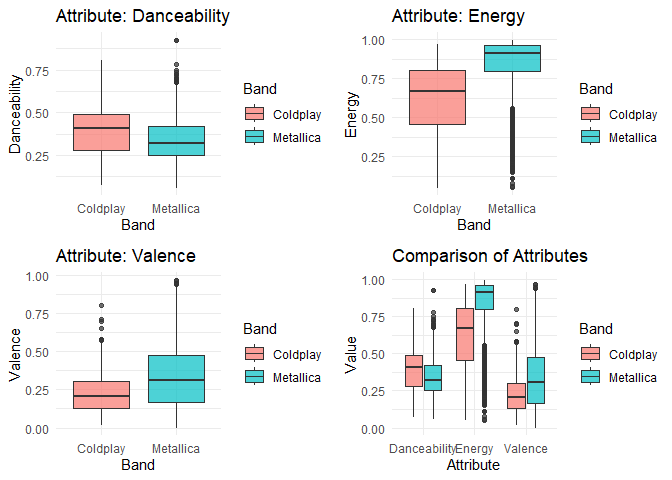 Attribute: Danceability
Danceability
0.75
0.50
0.25
Coldplay Metallica
Band
Band
Coldplay
Metallica
Attribute: Energy
Energy
1.00
0.75
0.50
0.25
Coldplay Metallica
Band
Band
Coldplay
Metallica
Attribute: Valence
Valence
1.00
0.75
0.50
0.25
0.00
Coldplay Metallica
Band
Band
Coldplay
Metallica
Comparison of Attributes
Value
1.00
0.75
0.50
0.25
0.00
Danceability Energy Valence
Attribute
Band
Coldplay
Metallica